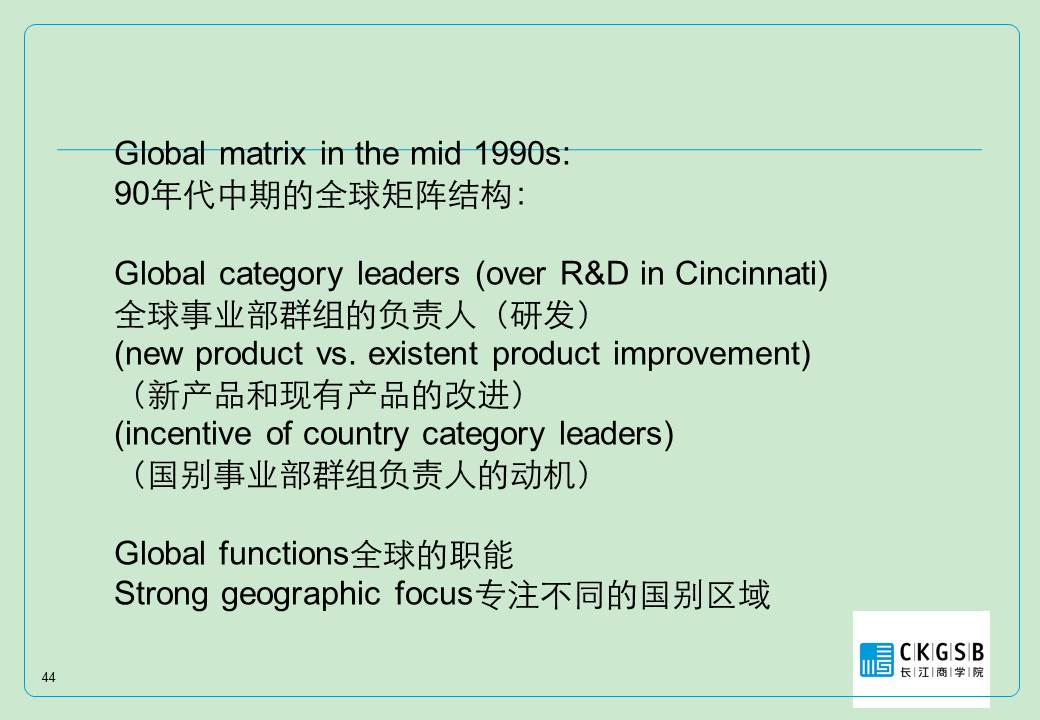 Global matrix in the mid 1990s:
90年代中期的全球矩阵结构：
Global category leaders (over R&D in Cincinnati)
全球事业部群组的负责人（研发）
(new product vs. existent product improvement)
（新产品和现有产品的改进）
(incentive of country category leaders)
（国别事业部群组负责人的动机）
Global functions全球的职能
Strong geographic focus专注不同的国别区域
CKGSB
长江商学院
44